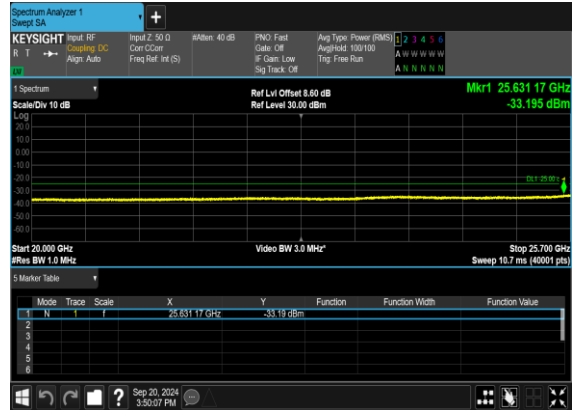 Spectrum Analyzer 1
Swept SA
+
KEYSIGHT Input: RF Input Z: 50 Ω #Atten: 40 dB PNO: Fast Avg Type: Power (RMS) 1 2 3 4 5 6
R T Coupling: DC Corr CCorr Gate: Off Avg|Hold: 100/100 A W W W W W
Align: Auto Freq Ref: Int (S) IF Gain: Low Trig: Free Run
Sig Track: Off A N N N N N
1 Spectrum Ref Lvl Offset 8.60 dB Mkr1 25.631 17 GHz
Scale/Div 10 dB Ref Level 30.00 dBm -33.195 dBm
Log
20.0
10.0
0.00
-10.0
-20.0
DL1 -25.00
-30.0
-40.0
-50.0
-60.0
Start 20.000 GHz Video BW 3.0 MHz* Stop 25.700 GHz
#Res BW 1.0 MHz Sweep 10.7 ms (40001 pts)
5 Marker Table
Mode Trace Scale X Y Function Function Width Function Value
1 N 1 f 25.631 17 GHz -33.19 dBm
2
3
4
5
6
? Sep 20, 2024
3:50:07 PM